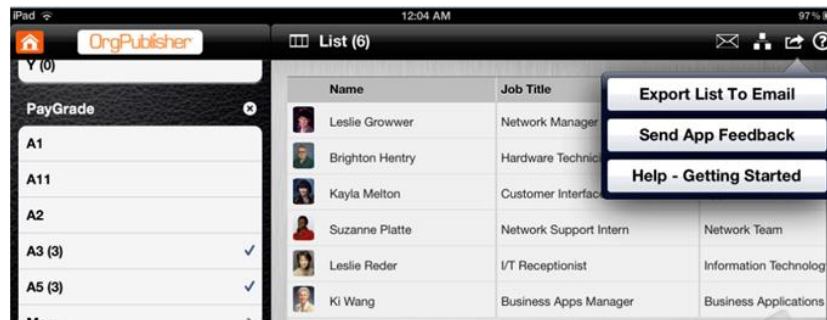 iPad 12:04 AM 97%
OrgPublisher List (6)
Y (0)
PayGrade
A1
A11
A2
A3 (3)
A5 (3)
Name Job Title
Leslie Growwer Network Manager
Brighton Hentry Hardware Technic
Kayla Melton Customer Interfac
Suzanne Platte Network Support Intern Network Team
Leslie Reder I/T Receptionist Information Technolog
Ki Wang Business Apps Manager Business Applications
Export List To Email
Send App Feedback
Help - Getting Started